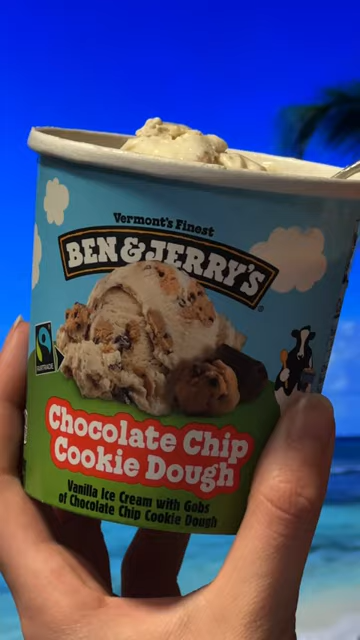 Vermont's Finest
BEN & JERRY'S
FAIRTRADE
Chocolate Chip
Cookie Dough
Vanilla Ice Cream with Gobs
of Chocolate Chip Cookie Dough